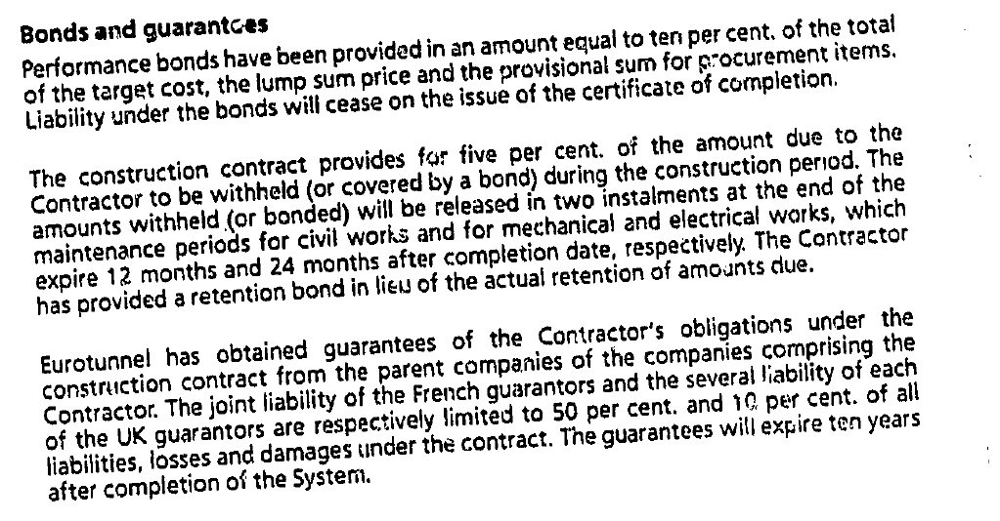 Bonds and guarantees
Performance bonds have been provided in an amount equal to ten per cent. of the total
of the target cost, the lump sum price and the provisional sum for procurement items.
Liability under the bonds will cease on the issue of the certificate of completion.
The construction contract provides for five per cent. of the amount due to the
Contractor to be withheld (or covered by a bond) during the construction period. The
amounts withheld (or bonded) will be released in two instalments at the end of the
maintenance periods for civil works and for mechanical and electrical works, which
expire 12 months and 24 months after completion date, respectively. The Contractor
has provided a retention bond in lieu of the actual retention of amounts due.
Eurotunnel has obtained guarantees of the Contractor's obligations under the
construction contract from the parent companies of the companies comprising the
Contractor. The joint liability of the French guarantors and the several liability of each
of the UK guarantors are respectively limited to 50 per cent. and 10 per cent. of all
liabilities, losses and damages under the contract. The guarantees will expire ten years
after completion of the System.